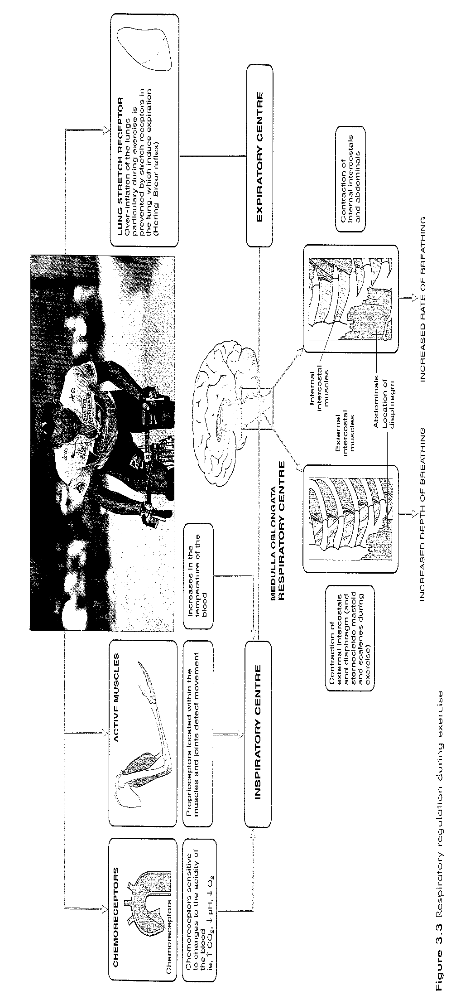 CHEMORECEPTORS
Chemoreceptors
Chemoreceptors sensitive
to changes to the acidity of
the blood
ie, ↑ CO₂, ↓ pH, ↓ O₂
ACTIVE MUSCLES
Proprioceptors located within the
muscles and joints detect movement
Increases in the
temperature of the
blood
CREDIT
LUNG STRETCH RECEPTOR
Over-inflation of the lungs
particulary during exercise is
prevented by stretch receptors in
the lung, which induce expiration
(Hering–Breur reflex)
INSPIRATORY CENTRE
MEDULLA OBLONGATA
RESPIRATORY CENTRE
EXPIRATORY CENTRE
Contraction of
external intercostals
and diaphragm (and
sternocleido mastoid
and scalenes during
exercise)
External
intercostal
muscles
Internal
intercostal
muscles
Abdominals
Location of
diaphragm
Contraction of
internal intercostals
and abdominals
INCREASED DEPTH OF BREATHING
INCREASED RATE OF BREATHING
Figure 3.3 Respiratory regulation during exercise